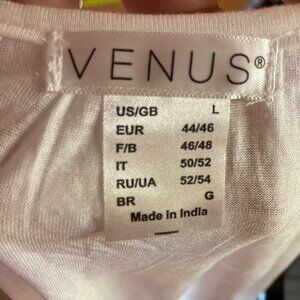 VENUS®
US/GB L
EUR 44/46
F/B 46/48
IT 50/52
RU/UA 52/54
BR G
Made in India